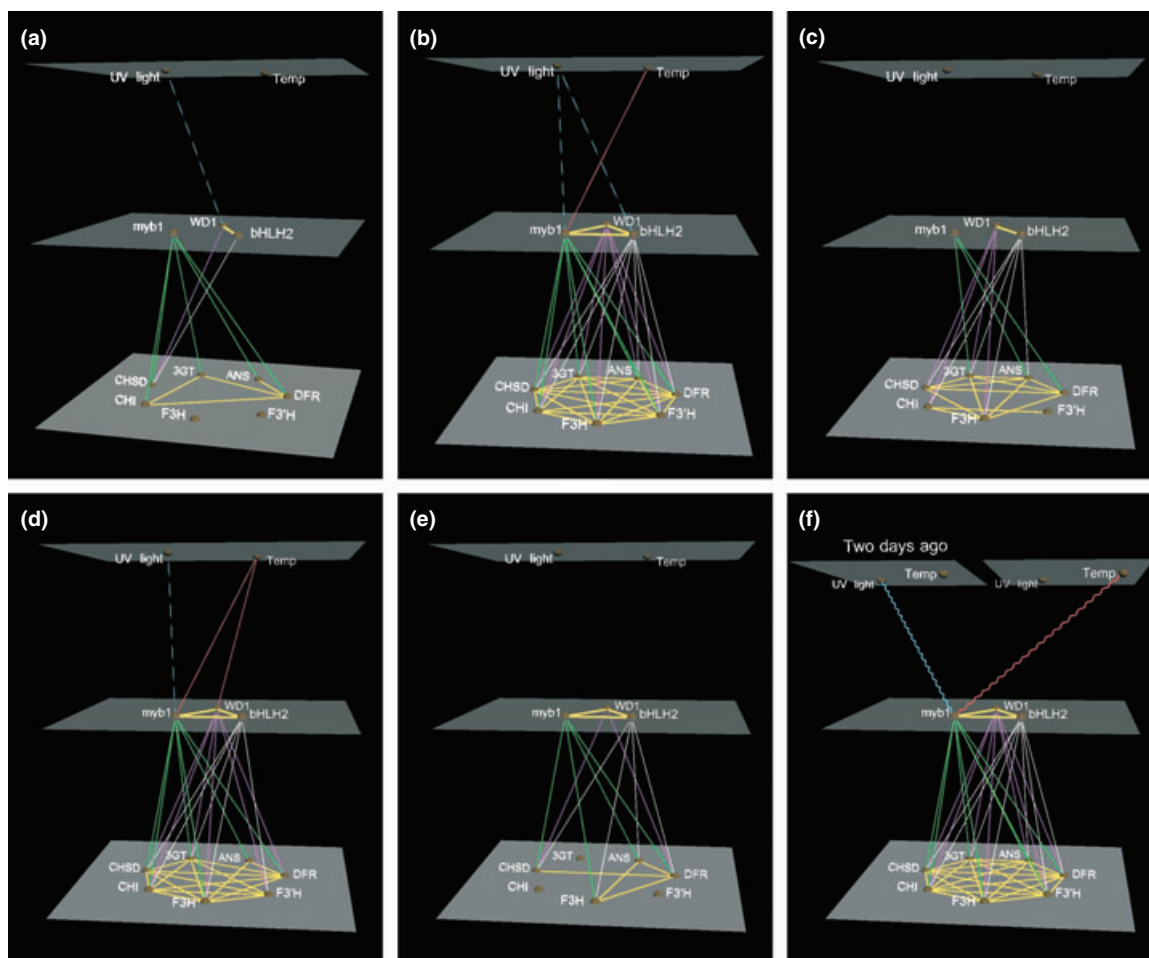 (a)
UV light
Temp
WD1
myb1
bHLH2
3GT
ANS
CHSD
DFR
CHI
F3H
F3'H
(b)
UV light
Temp
WD1
myb1
bHLH2
3GT
ANS
CHSD
DFR
CHI
F3H
F3'H
(c)
UV light
Temp
WD1
myb1
bHLH2
3GT
ANS
CHSD
DFR
CHI
F3H
F3'H
(d)
UV light
Temp
WD1
myb1
bHLH2
3GT
ANS
CHSD
DFR
CHI
F3H
F3'H
(e)
UV light
Temp
WD1
myb1
bHLH2
3GT
ANS
CHSD
DFR
CHI
F3H
F3'H
(f)
Two days ago
UV light
Temp
UV light
Temp
WD1
myb1
bHLH2
3GT
ANS
CHSD
DFR
CHI
F3H
F3'H